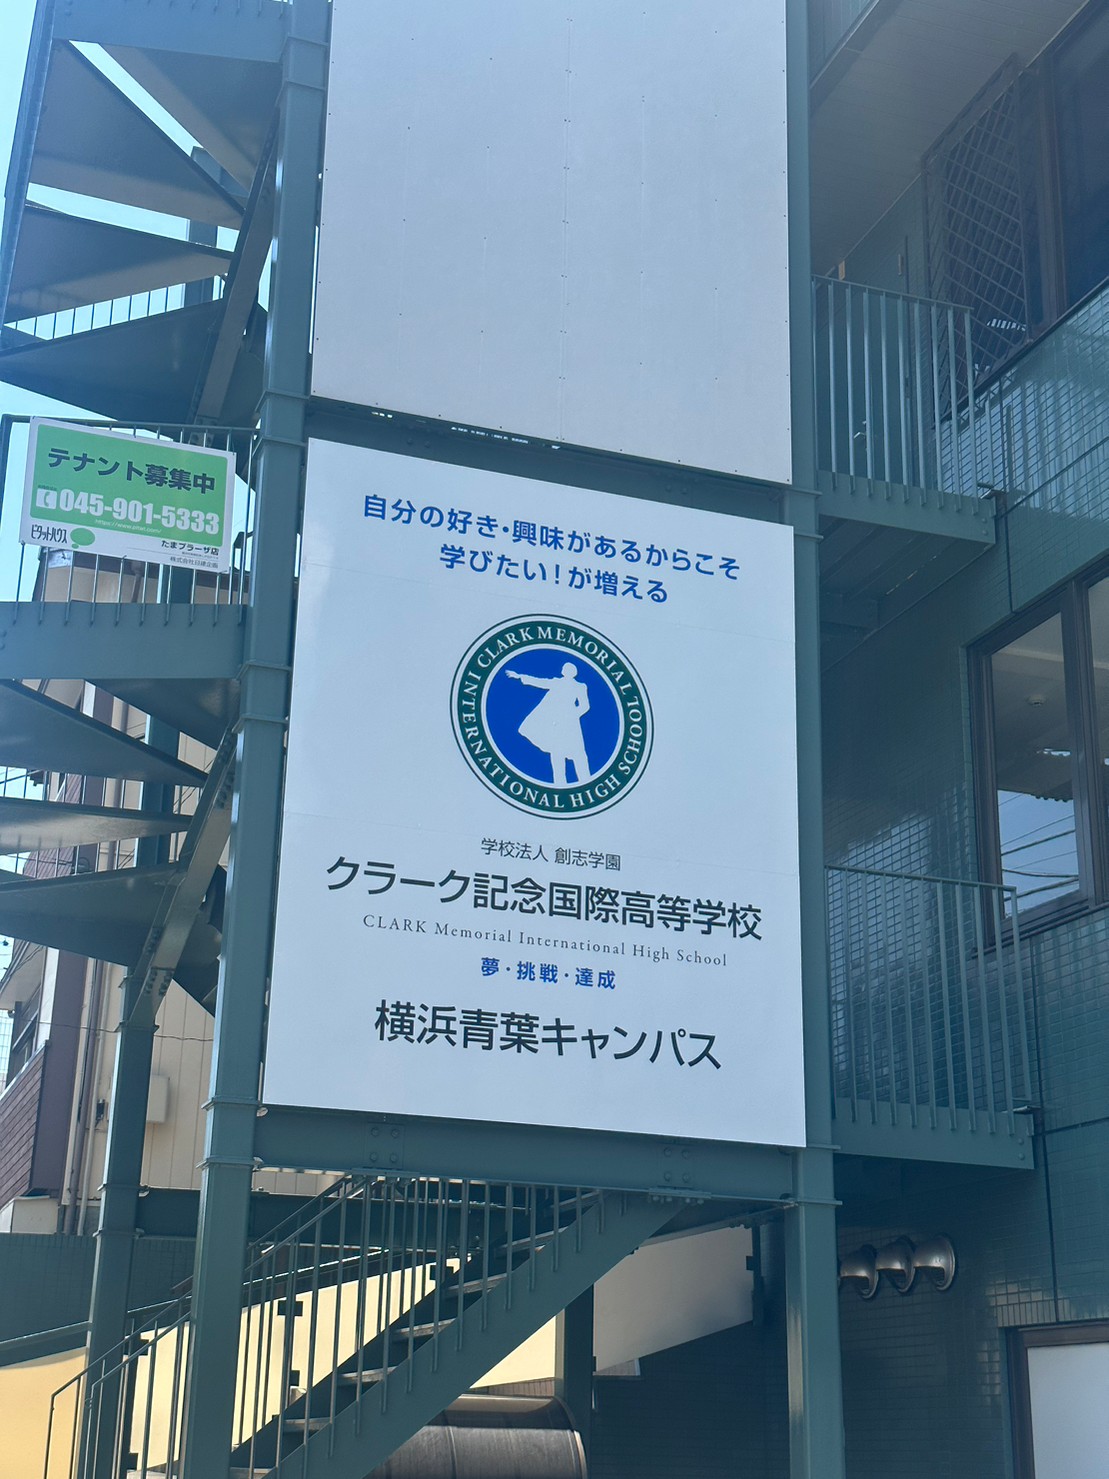 テナント募集中
045-901-5333
ピタットハウス
たまプラーザ店
自分の好き・興味があるからこそ
学びたい!が増える
CLARK MEMORIAL
INTERNATIONAL HIGH SCHOOL
学校法人 創志学園
クラーク記念国際高等学校
CLARK Memorial International High School
夢・挑戦・達成
横浜青葉キャンパス